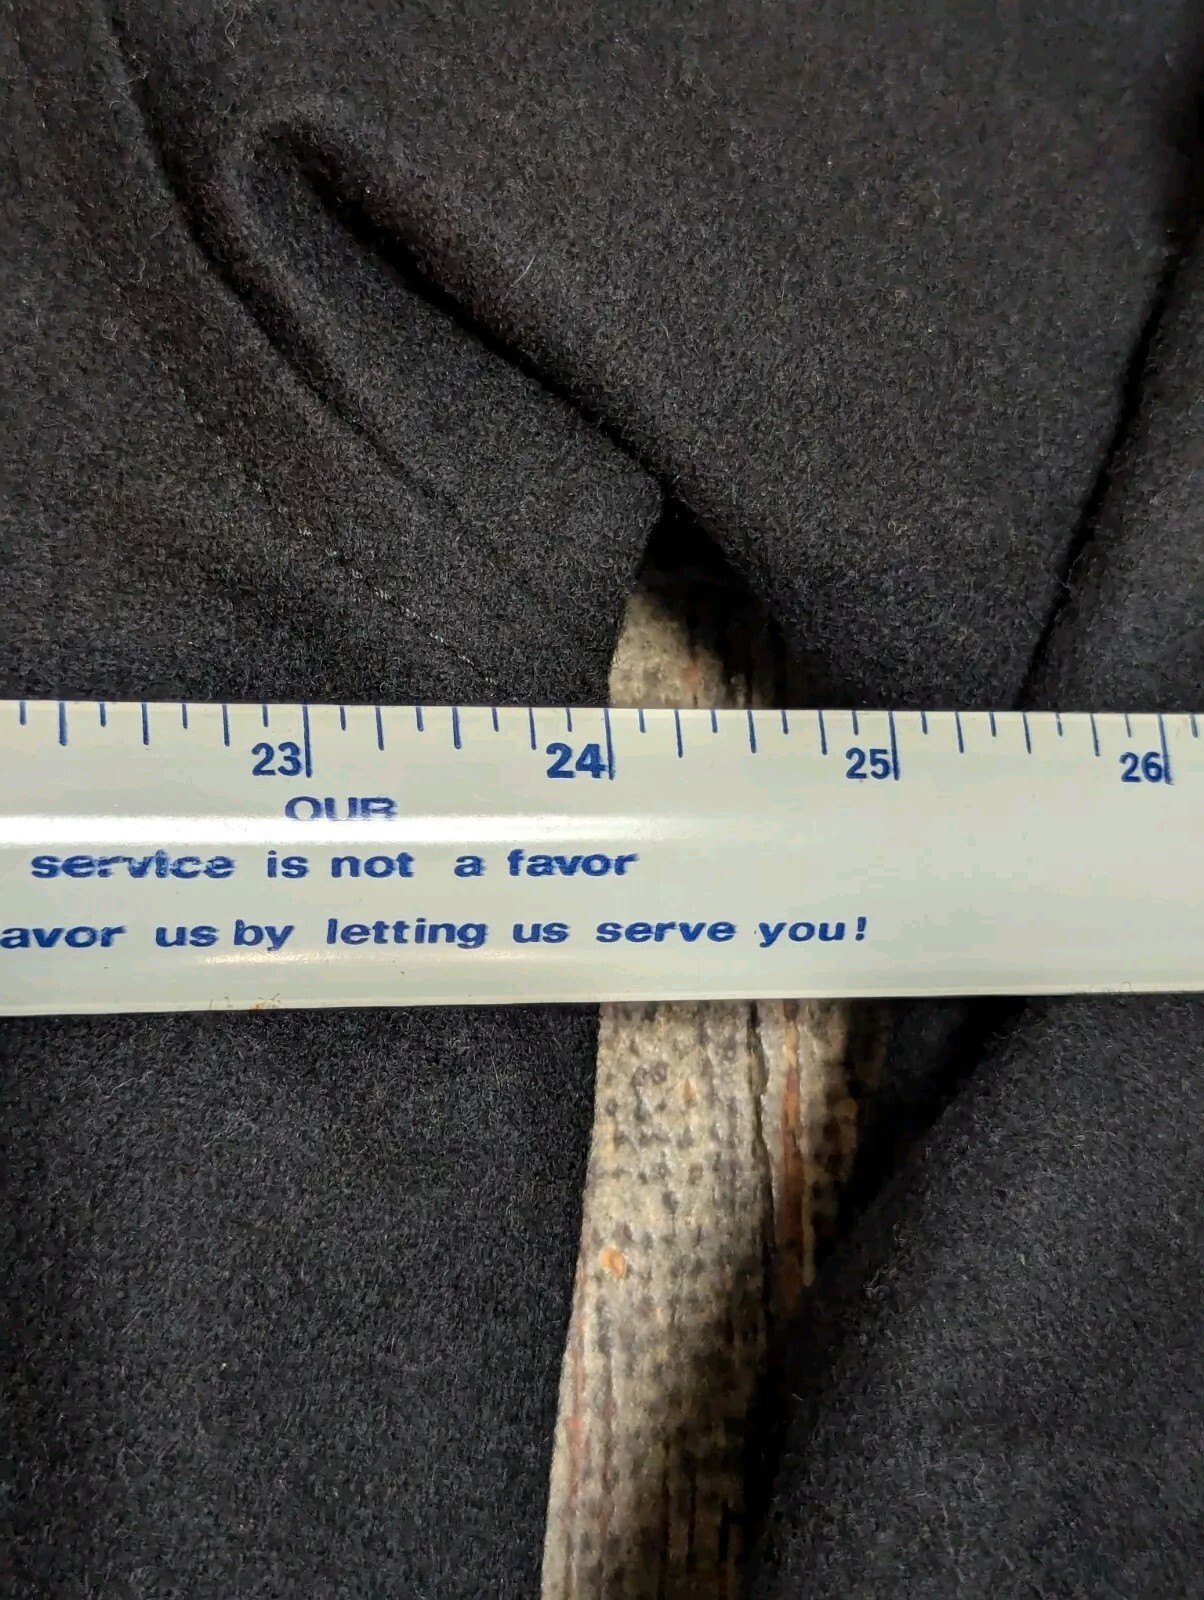 23 24 25 26
OUR
service is not a favor
avor us by letting us serve you!